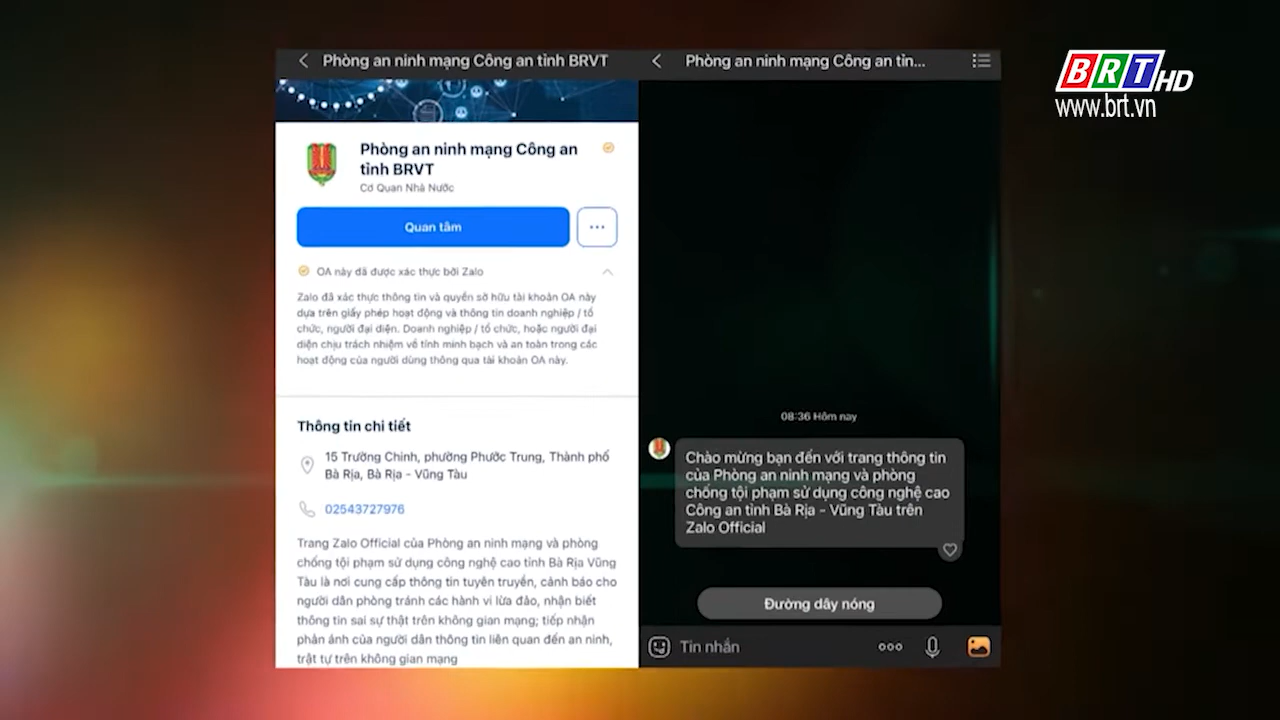 Phòng an ninh mạng Công an tỉnh BRVT
Phòng an ninh mạng Công an
tỉnh BRVT
Cơ Quan Nhà Nước
Quan tâm
OA này đã được xác thực bởi Zalo
Zalo đã xác thực thông tin và quyền sở hữu tài khoản OA này
dựa trên giấy phép hoạt động và thông tin doanh nghiệp / tổ
chức, người đại diện. Doanh nghiệp / tổ chức, hoặc người đại
diện chịu trách nhiệm về tính minh bạch và an toàn trong các
hoạt động của người dùng thông qua tài khoản OA này.
Thông tin chi tiết
15 Trường Chinh, phường Phước Trung, Thành phố
Bà Rịa, Bà Rịa - Vũng Tàu
02543727976
Trang Zalo Official của Phòng an ninh mạng và phòng
chống tội phạm sử dụng công nghệ cao tỉnh Bà Rịa Vũng
Tàu là nơi cung cấp thông tin tuyên truyền, cảnh báo cho
người dân phòng tránh các hành vi lừa đảo, nhận biết
thông tin sai sự thật trên không gian mạng; tiếp nhận
phản ánh của người dân thông tin liên quan đến an ninh,
trật tự trên không gian mạng
Phòng an ninh mạng Công an tỉn...
08:36 Hôm nay
Chào mừng bạn đến với trang thông tin
của Phòng an ninh mạng và phòng
chống tội phạm sử dụng công nghệ cao
Công an tỉnh Bà Rịa - Vũng Tàu trên
Zalo Official
Đường dây nóng
Tin nhắn
BRT HD
www.brt.vn